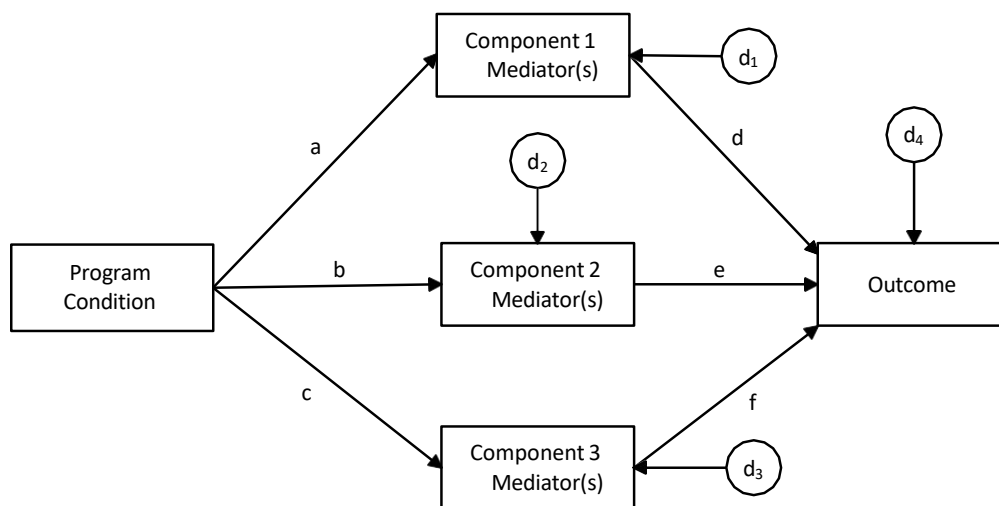 Component 1
Mediator(s)
d₁
a
d
d₂
d₄
Program
Condition
b
Component 2
Mediator(s)
e
Outcome
c
f
Component 3
Mediator(s)
d₃